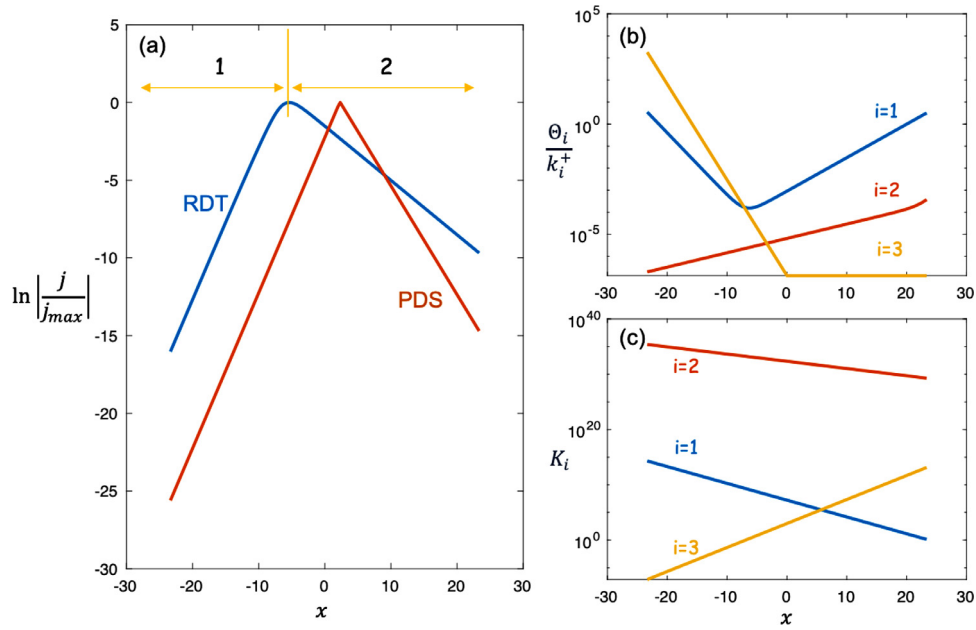 (a)
1
2
RDT
PDS
ln|j/j_max|
5
0
-5
-10
-15
-20
-25
-30
-30 -20 -10 0 10 20 30
x
(b)
Θ_i/k_i^+
10^5
10^0
10^-5
i=1
i=2
i=3
-30 -20 -10 0 10 20 30
(c)
K_i
10^40
10^20
10^0
i=2
i=1
i=3
-30 -20 -10 0 10 20 30
x